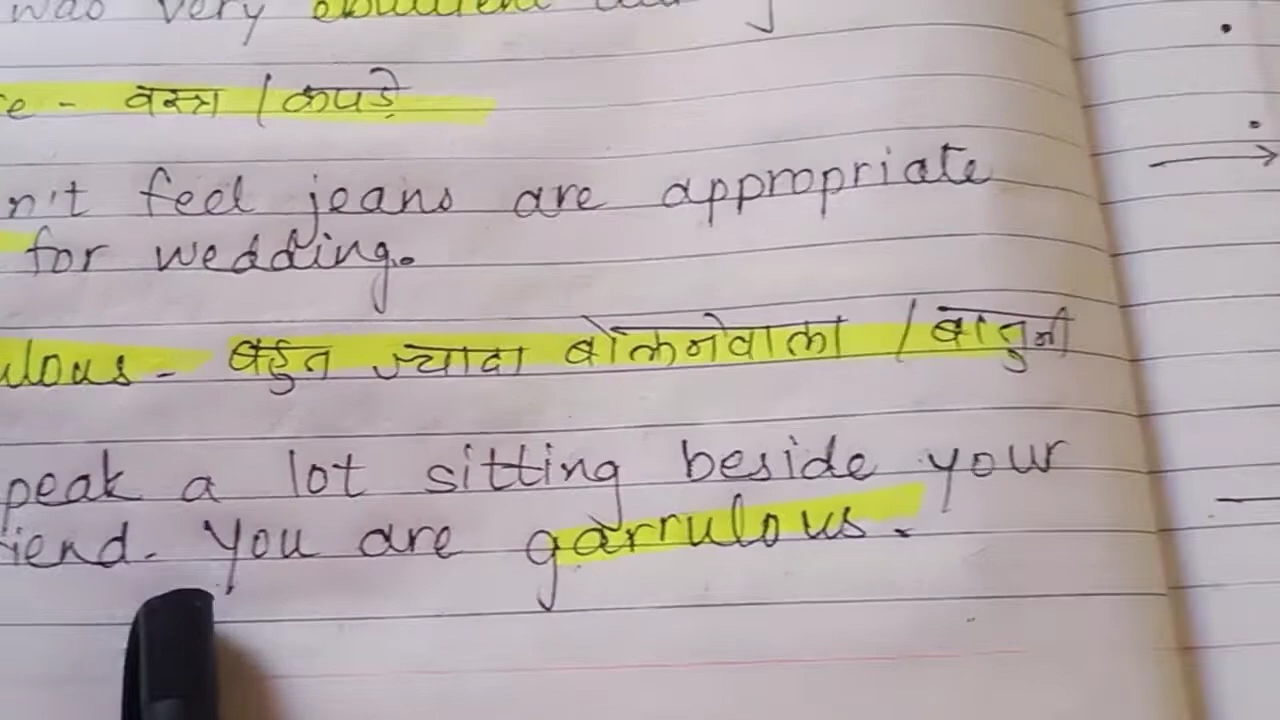 was very ebullient
e - वस्त्र / कपड़े
n't feel jeans are appropriate
for wedding.
ulous - बहुत ज्यादा बोलनेवाला / बातुनी
peak a lot sitting beside your
iend. You are garrulous.